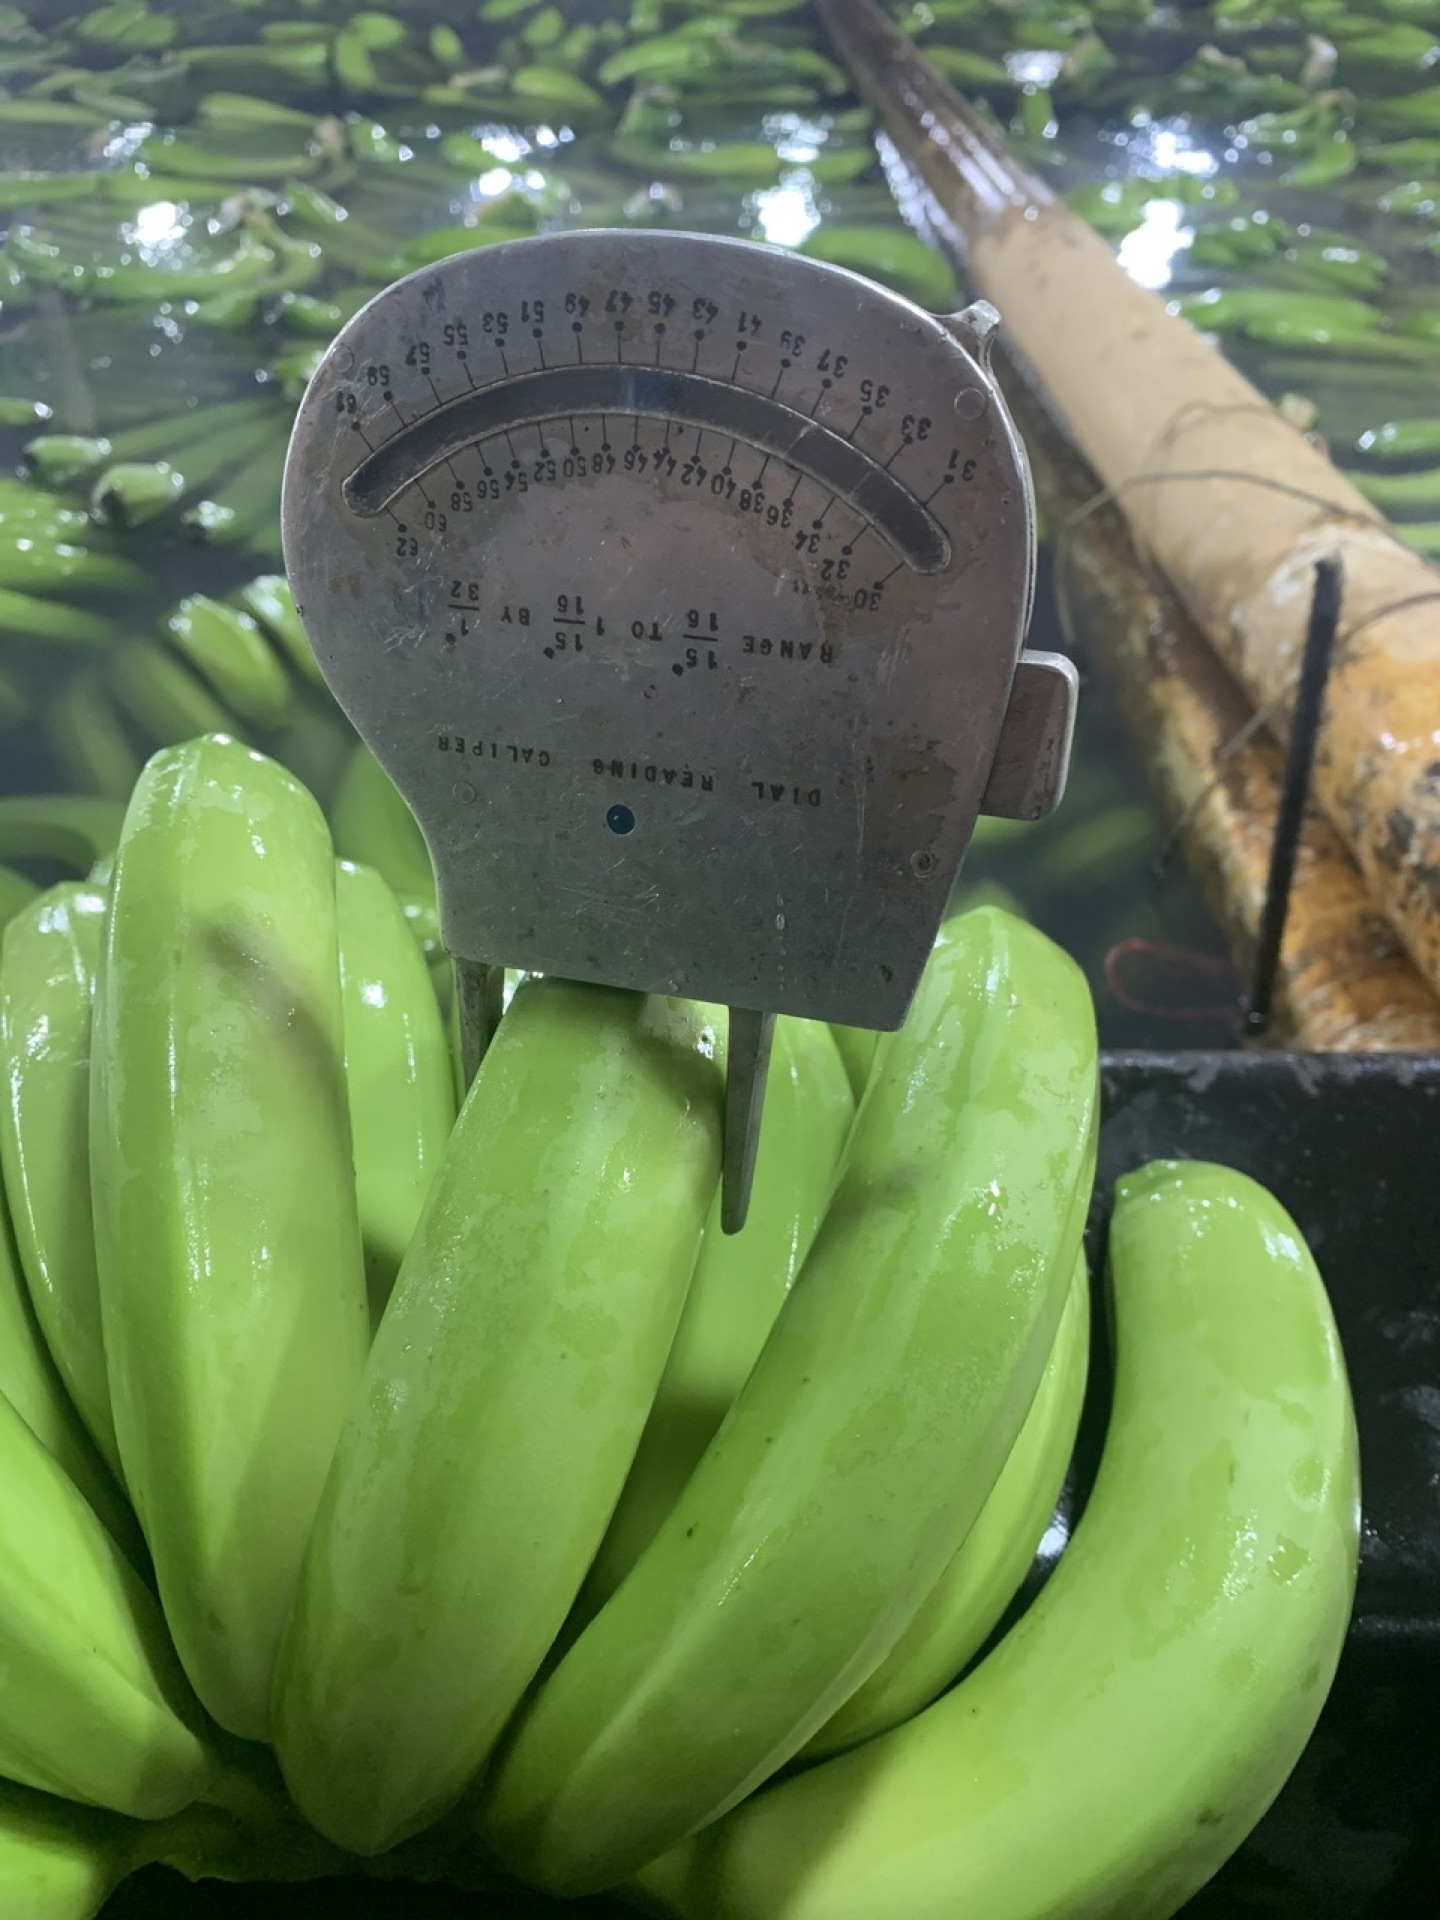 DIAL READING CALIPER
RANGE 15/16" TO 1 15/16" BY 1/32"
30 32 34 36 38 40 42 44 46 48 50 52 54 56 58 60 62
31 33 35 37 39 41 43 45 47 49 51 53 55 57 59 61